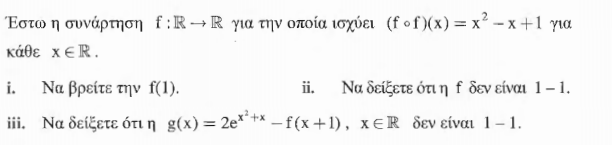 Έστω η συνάρτηση f : ℝ → ℝ για την οποία ισχύει (f ∘ f)(x) = x² − x + 1 για
κάθε x ∈ ℝ.
i. Να βρείτε την f(1). ii. Να δείξετε ότι η f δεν είναι 1 − 1.
iii. Να δείξετε ότι η g(x) = 2e^{x²+x} − f(x + 1), x ∈ ℝ δεν είναι 1 − 1.